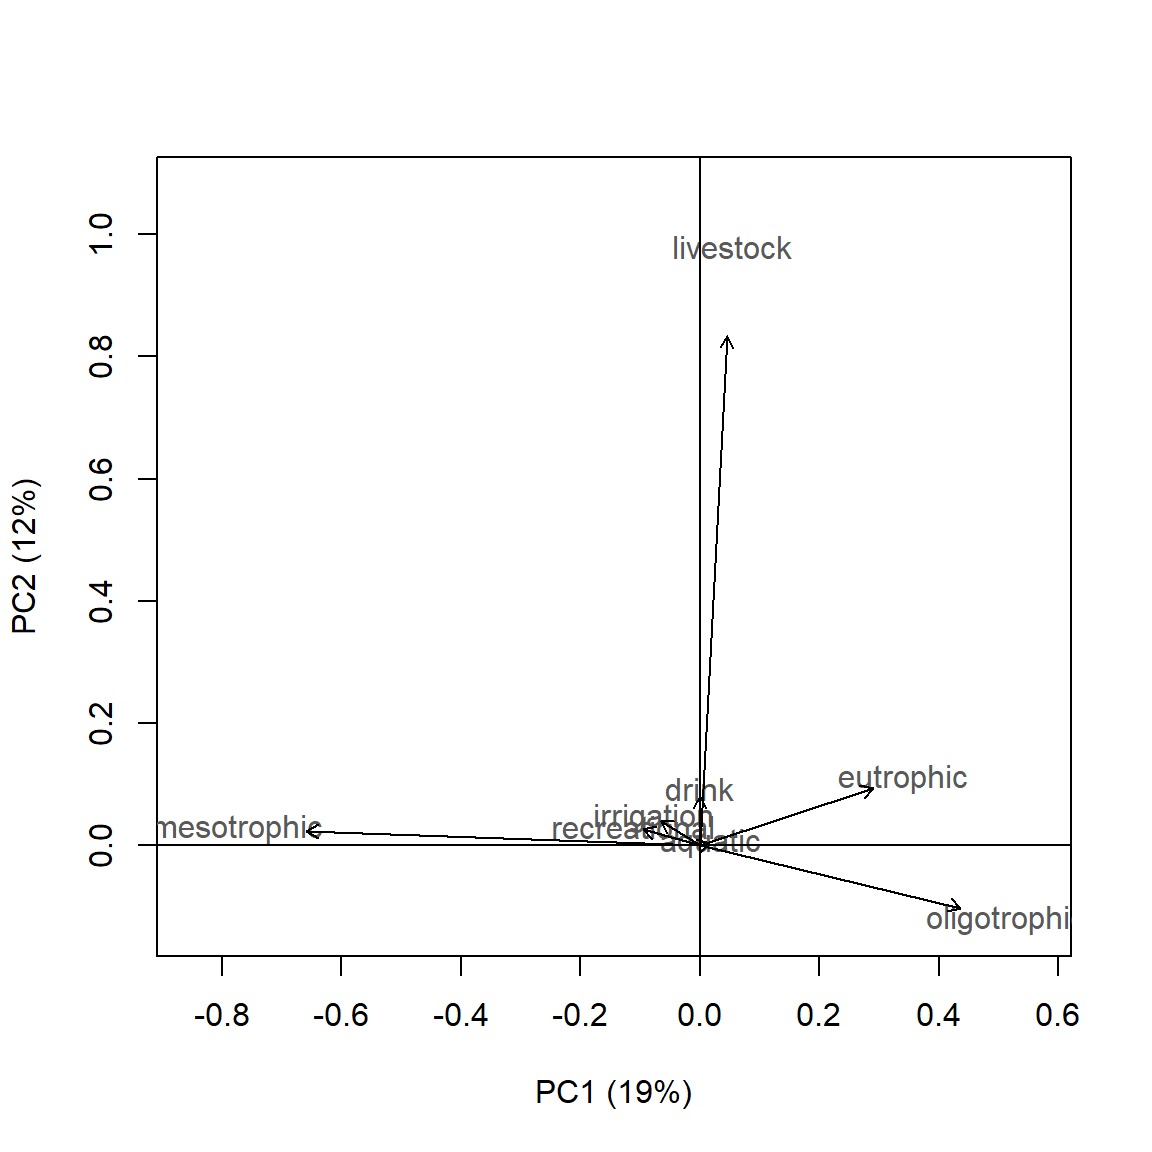 livestock
drink
eutrophic
irrigation
mesotrophic
recreational
aquatic
oligotrophi
1.0
0.8
0.6
0.4
0.2
0.0
PC2 (12%)
-0.8 -0.6 -0.4 -0.2 0.0 0.2 0.4 0.6
PC1 (19%)